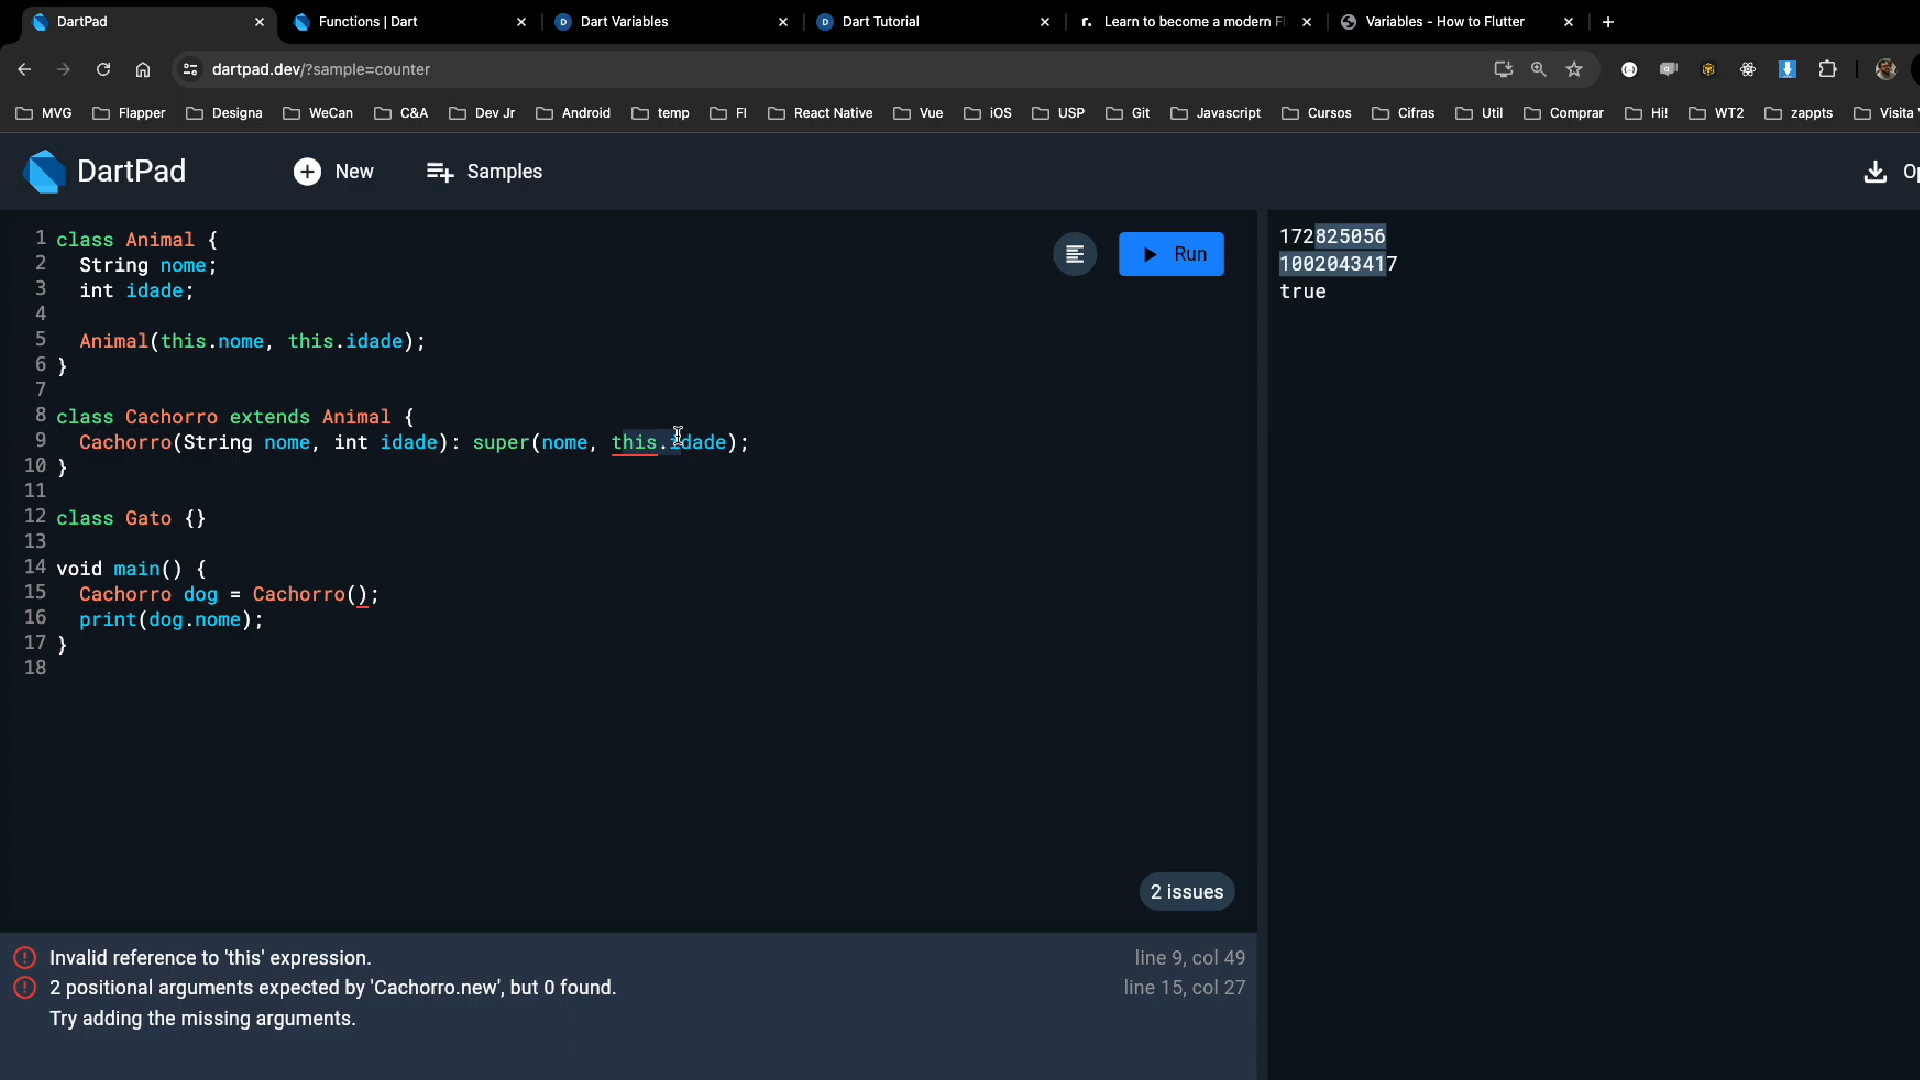 DartPad
Functions | Dart
Dart Variables
Dart Tutorial
r. Learn to become a modern Fl
Variables - How to Flutter
dartpad.dev/?sample=counter
MVG Flapper Designa WeCan C&A Dev Jr Android temp FI React Native Vue iOS USP Git Javascript Cursos Cifras Util Comprar Hi! WT2 zappts Visita
DartPad New Samples Op
1 class Animal {
2 String nome;
3 int idade;
4
5 Animal(this.nome, this.idade);
6 }
7
8 class Cachorro extends Animal {
9 Cachorro(String nome, int idade): super(nome, this.idade);
10 }
11
12 class Gato {}
13
14 void main() {
15 Cachorro dog = Cachorro();
16 print(dog.nome);
17 }
18
Run
172825056
1002043417
true
2 issues
Invalid reference to 'this' expression. line 9, col 49
2 positional arguments expected by 'Cachorro.new', but 0 found. line 15, col 27
Try adding the missing arguments.